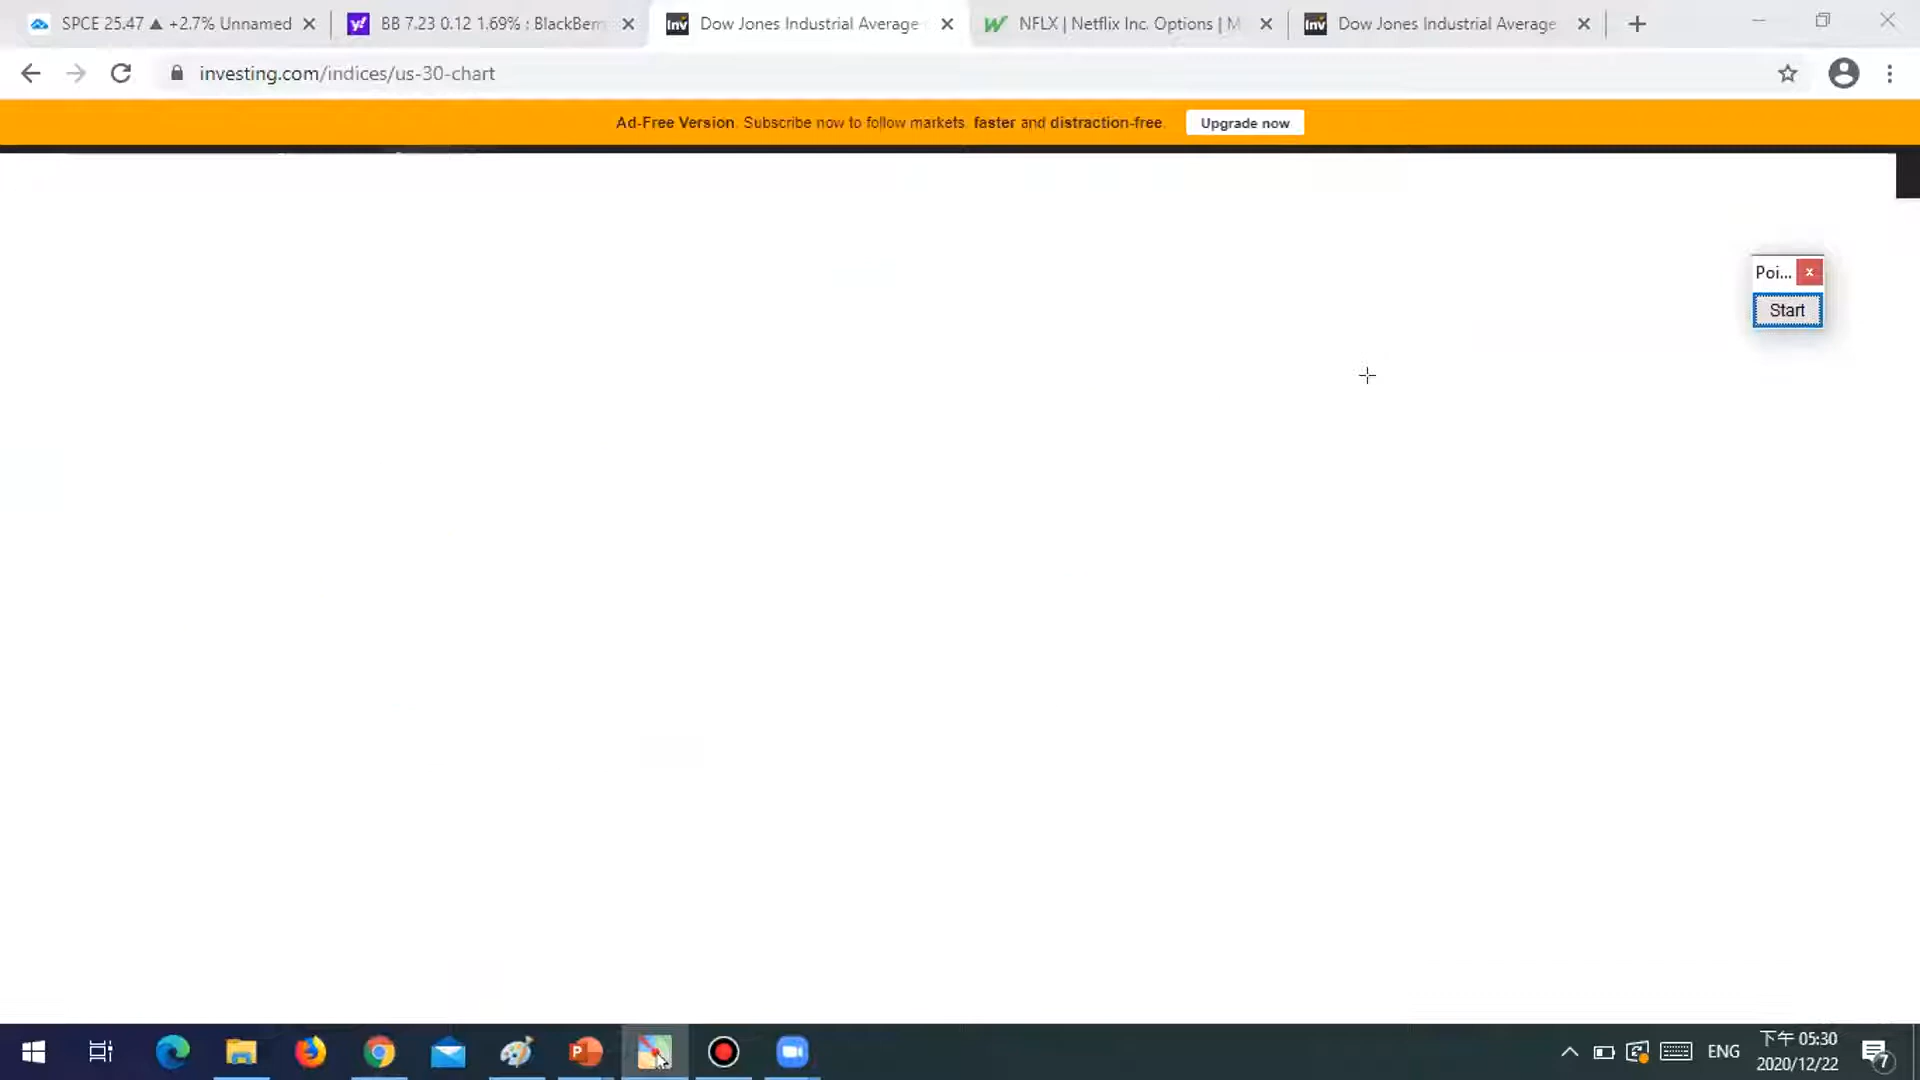 SPCE 25.47 ▲ +2.7% Unnamed
BB 7.23 0.12 1.69% : BlackBerr
Dow Jones Industrial Average
NFLX | Netflix Inc. Options | M
Dow Jones Industrial Average
investing.com/indices/us-30-chart
Ad-Free Version. Subscribe now to follow markets faster and distraction-free. Upgrade now
Poi...
Start
ENG
下午 05:30
2020/12/22
7